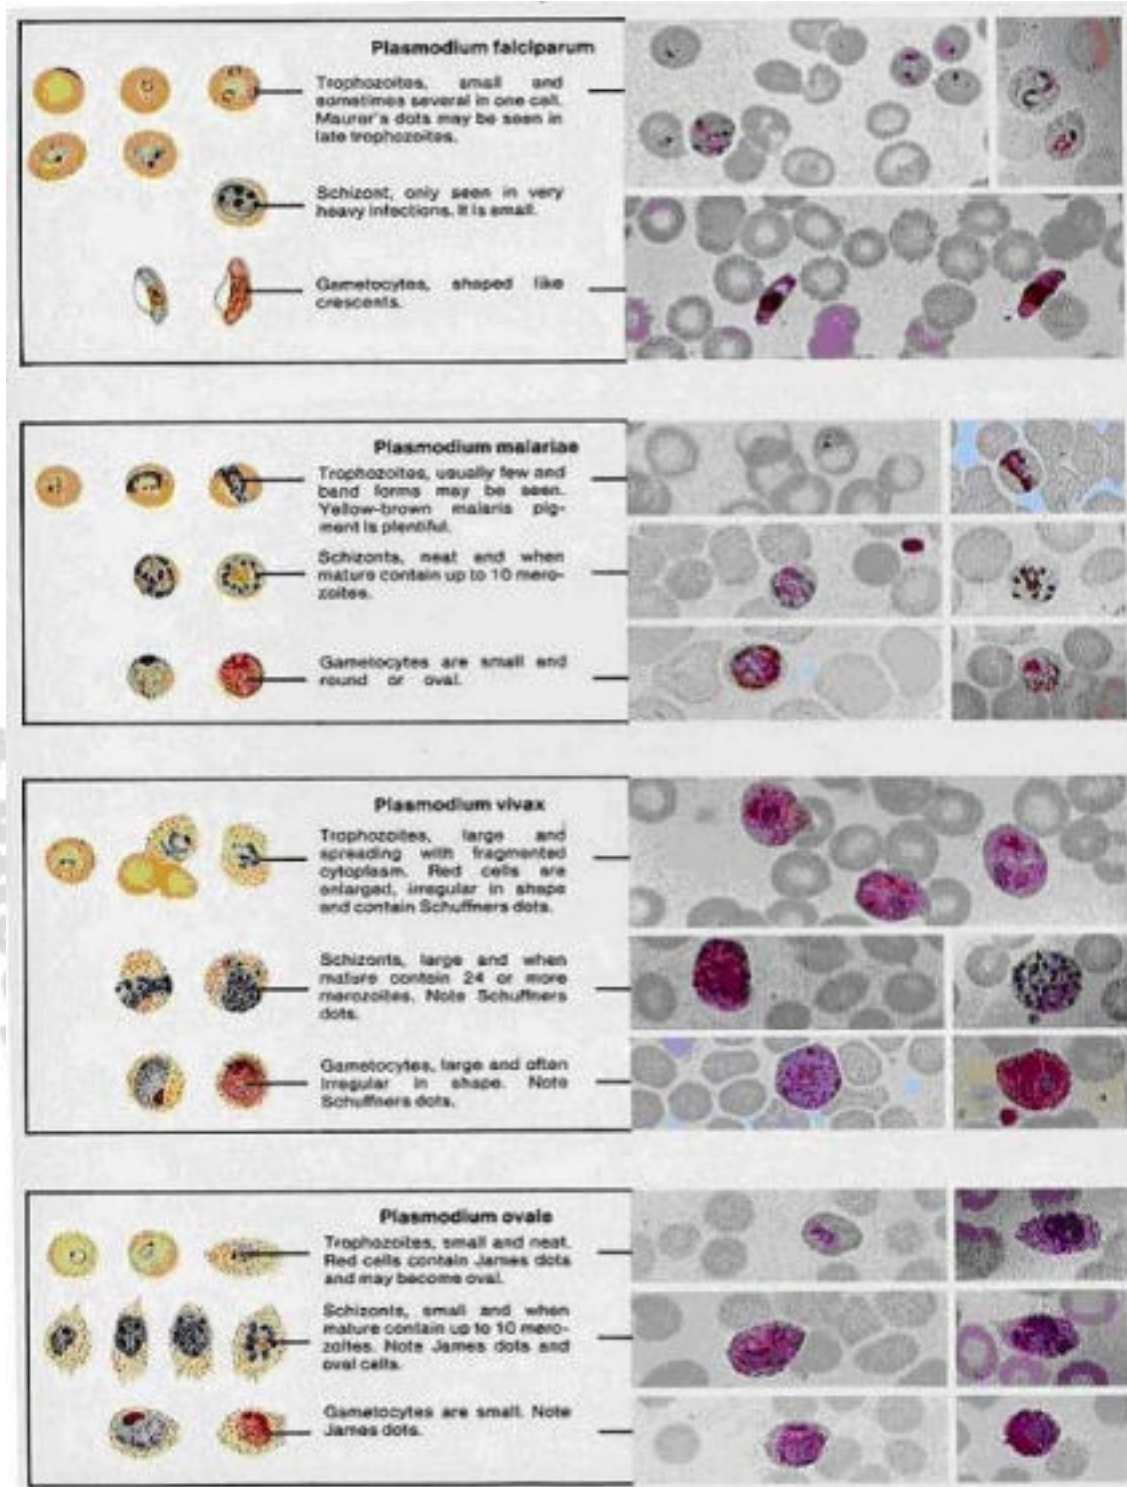 Plasmodium falciparum
Trophozoites, small and
sometimes several in one cell.
Maurer's dots may be seen in
late trophozoites.
Schizont, only seen in very
heavy infections. It is small.
Gametocytes, shaped like
crescents.
Plasmodium malariae
Trophozoites, usually few and
band forms may be seen.
Yellow-brown malaria pig-
ment is plentiful.
Schizonts, neat and when
mature contain up to 10 mero-
zoites.
Gametocytes are small and
round or oval.
Plasmodium vivax
Trophozoites, large and
spreading with fragmented
cytoplasm. Red cells are
enlarged, irregular in shape
and contain Schuffners dots.
Schizonts, large and when
mature contain 24 or more
merozoites. Note Schuffners
dots.
Gametocytes, large and often
irregular in shape. Note
Schuffners dots.
Plasmodium ovale
Trophozoites, small and neat.
Red cells contain James dots
and may become oval.
Schizonts, small and when
mature contain up to 10 mero-
zoites. Note James dots and
oval cells.
Gametocytes are small. Note
James dots.